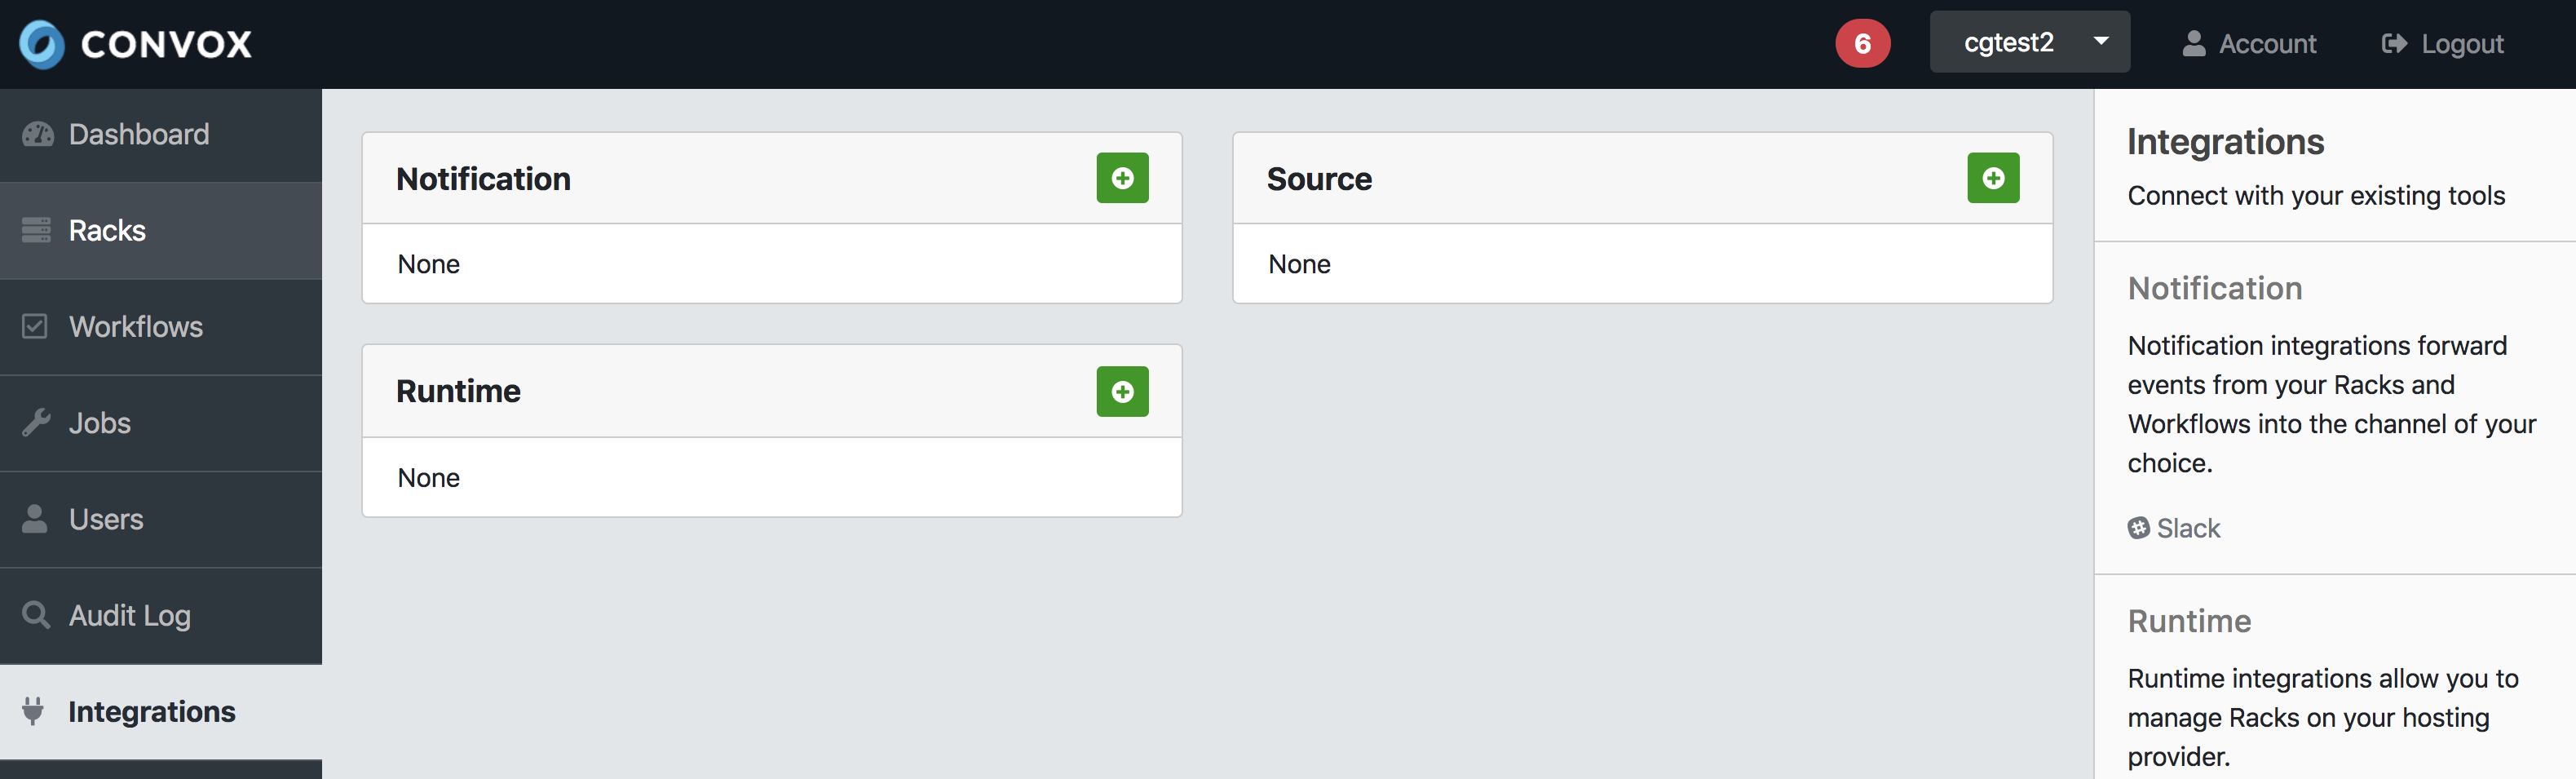 CONVOX
6
cgtest2
Account
Logout
Dashboard
Racks
Workflows
Jobs
Users
Audit Log
Integrations
Notification
None
Source
None
Runtime
None
Integrations
Connect with your existing tools
Notification
Notification integrations forward
events from your Racks and
Workflows into the channel of your
choice.
Slack
Runtime
Runtime integrations allow you to
manage Racks on your hosting
provider.